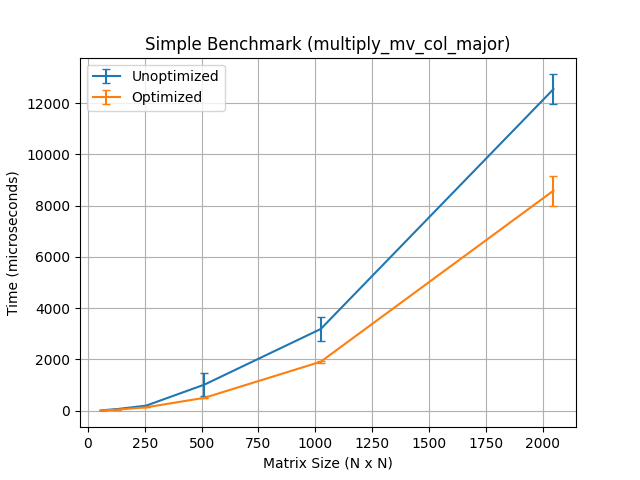 Simple Benchmark (multiply_mv_col_major)
Unoptimized
Optimized
Time (microseconds)
12000
10000
8000
6000
4000
2000
0
0 250 500 750 1000 1250 1500 1750 2000
Matrix Size (N x N)